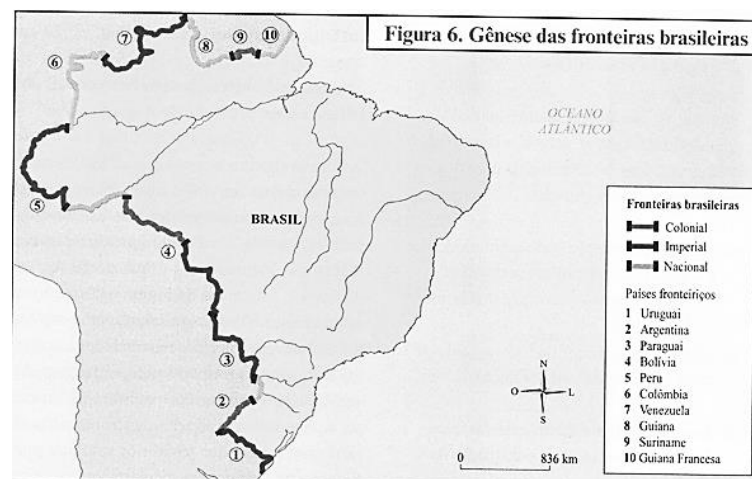 Figura 6. Gênese das fronteiras brasileiras
7
8
9
10
6
OCEANO
ATLÂNTICO
5
BRASIL
4
3
2
1
Fronteiras brasileiras
Colonial
Imperial
Nacional
Países fronteiriços
1 Uruguai
2 Argentina
3 Paraguai
4 Bolívia
5 Peru
6 Colômbia
7 Venezuela
8 Guiana
9 Suriname
10 Guiana Francesa
N
O L
S
0 836 km